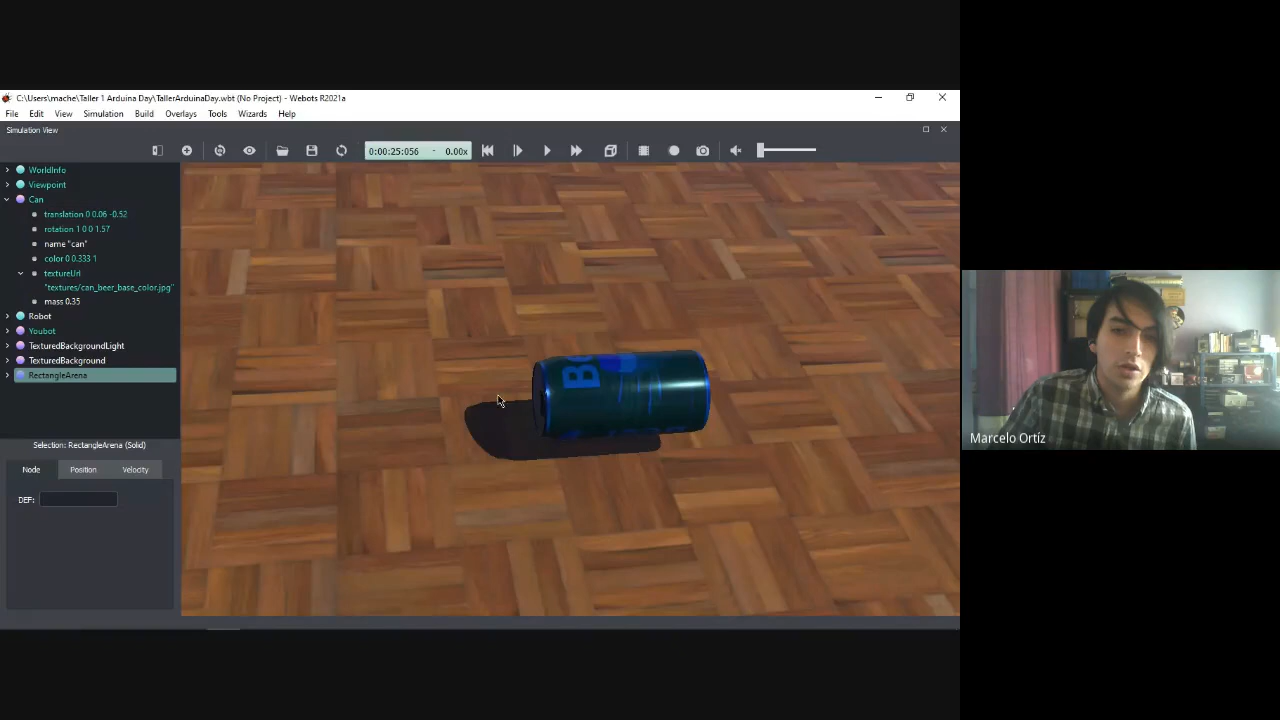 C:\Users\mache\Taller 1 Arduina Day\TallerArduinaDay.wbt (No Project) - Webots R2021a
File Edit View Simulation Build Overlays Tools Wizards Help
Simulation View
0:00:25:056 - 0.00x
WorldInfo
Viewpoint
Can
translation 0 0.06 -0.52
rotation 1 0 0 1.57
name "can"
color 0 0.333 1
textureUrl
"textures/can_beer_base_color.jpg"
mass 0.35
Robot
Youbot
TexturedBackgroundLight
TexturedBackground
RectangleArena
Selection: RectangleArena (Solid)
Node Position Velocity
DEF:
Marcelo Ortíz